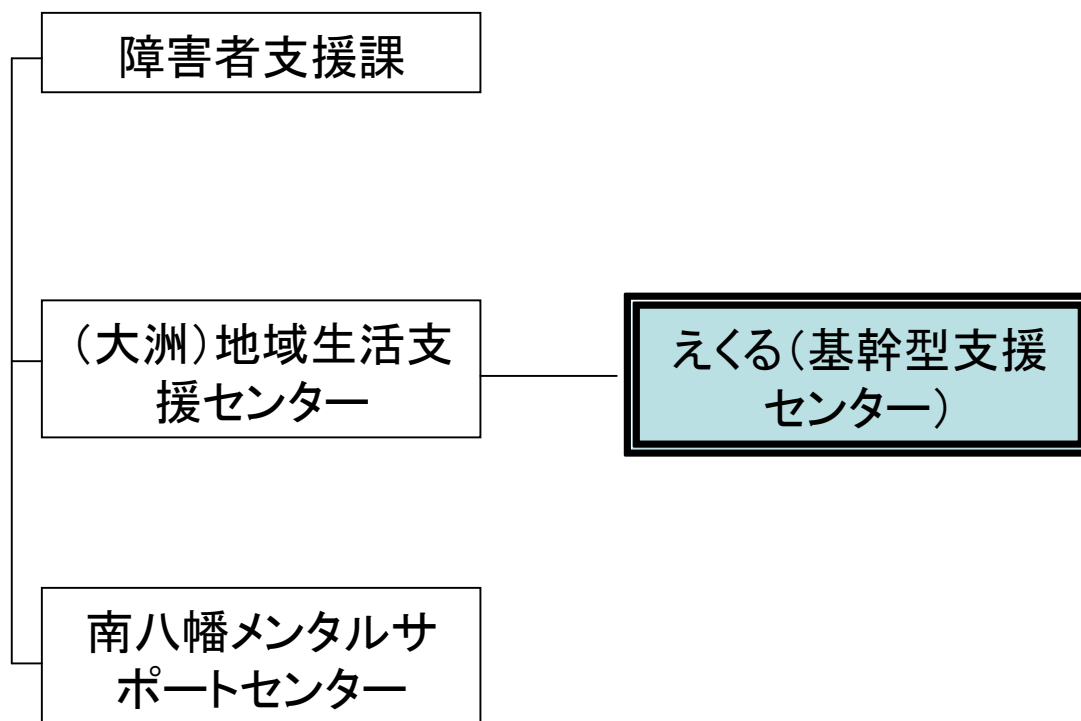 障害者支援課
（大洲）地域生活支
援センター
えくる（基幹型支援
センター）
南八幡メンタルサ
ポートセンター